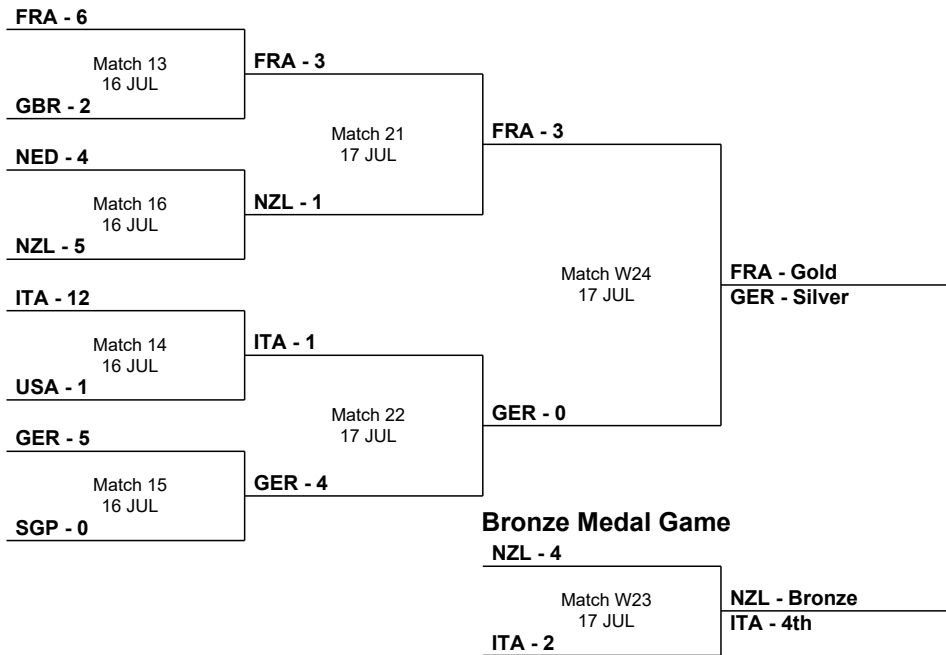 FRA - 6
Match 13
16 JUL
GBR - 2
FRA - 3
Match 21
17 JUL
NED - 4
Match 16
16 JUL
NZL - 5
NZL - 1
FRA - 3
Match W24
17 JUL
FRA - Gold
GER - Silver
ITA - 12
Match 14
16 JUL
USA - 1
ITA - 1
Match 22
17 JUL
GER - 5
Match 15
16 JUL
SGP - 0
GER - 4
GER - 0
Bronze Medal Game
NZL - 4
Match W23
17 JUL
ITA - 2
NZL - Bronze
ITA - 4th